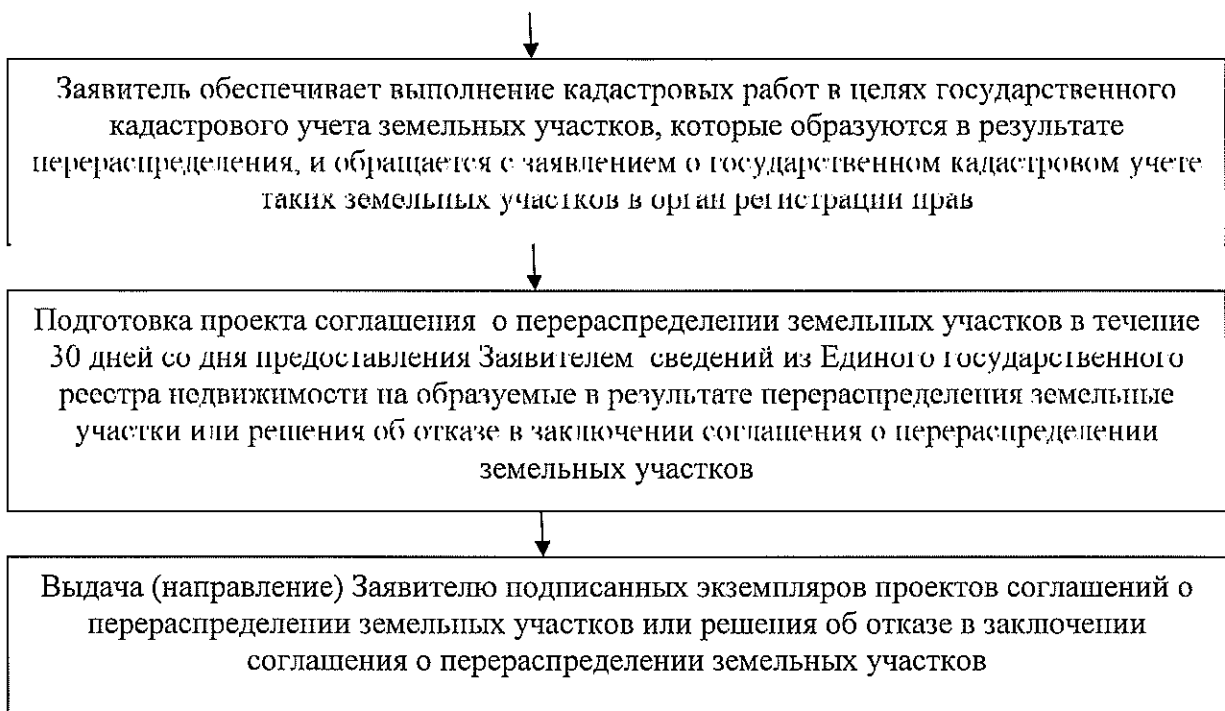 Заявитель обеспечивает выполнение кадастровых работ в целях государственного
кадастрового учета земельных участков, которые образуются в результате
перераспределения, и обращается с заявлением о государственном кадастровом учете
таких земельных участков в орган регистрации прав
Подготовка проекта соглашения о перераспределении земельных участков в течение
30 дней со дня предоставления Заявителем сведений из Единого государственного
реестра недвижимости на образуемые в результате перераспределения земельные
участки или решения об отказе в заключении соглашения о перераспределении
земельных участков
Выдача (направление) Заявителю подписанных экземпляров проектов соглашений о
перераспределении земельных участков или решения об отказе в заключении
соглашения о перераспределении земельных участков